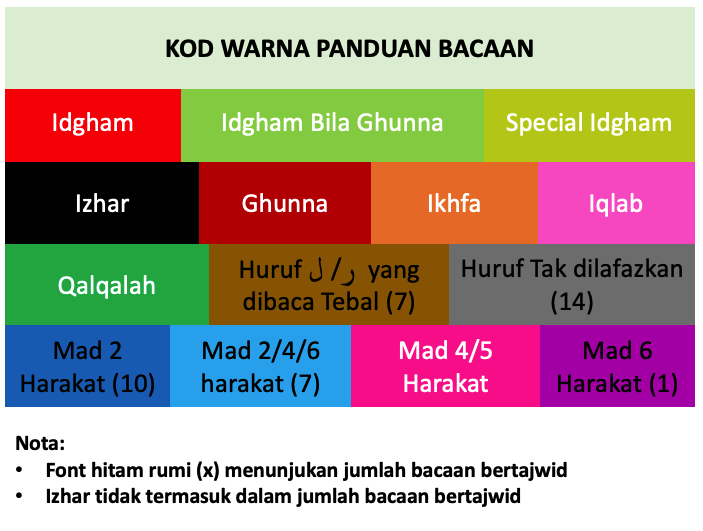 KOD WARNA PANDUAN BACAAN
Idgham
Idgham Bila Ghunna
Special Idgham
Izhar
Ghunna
Ikhfa
Iqlab
Qalqalah
Huruf ر/ ل yang
dibaca Tebal (7)
Huruf Tak dilafazkan
(14)
Mad 2
Harakat (10)
Mad 2/4/6
harakat (7)
Mad 4/5
Harakat
Mad 6
Harakat (1)
Nota:
• Font hitam rumi (x) menunjukan jumlah bacaan bertajwid
• Izhar tidak termasuk dalam jumlah bacaan bertajwid